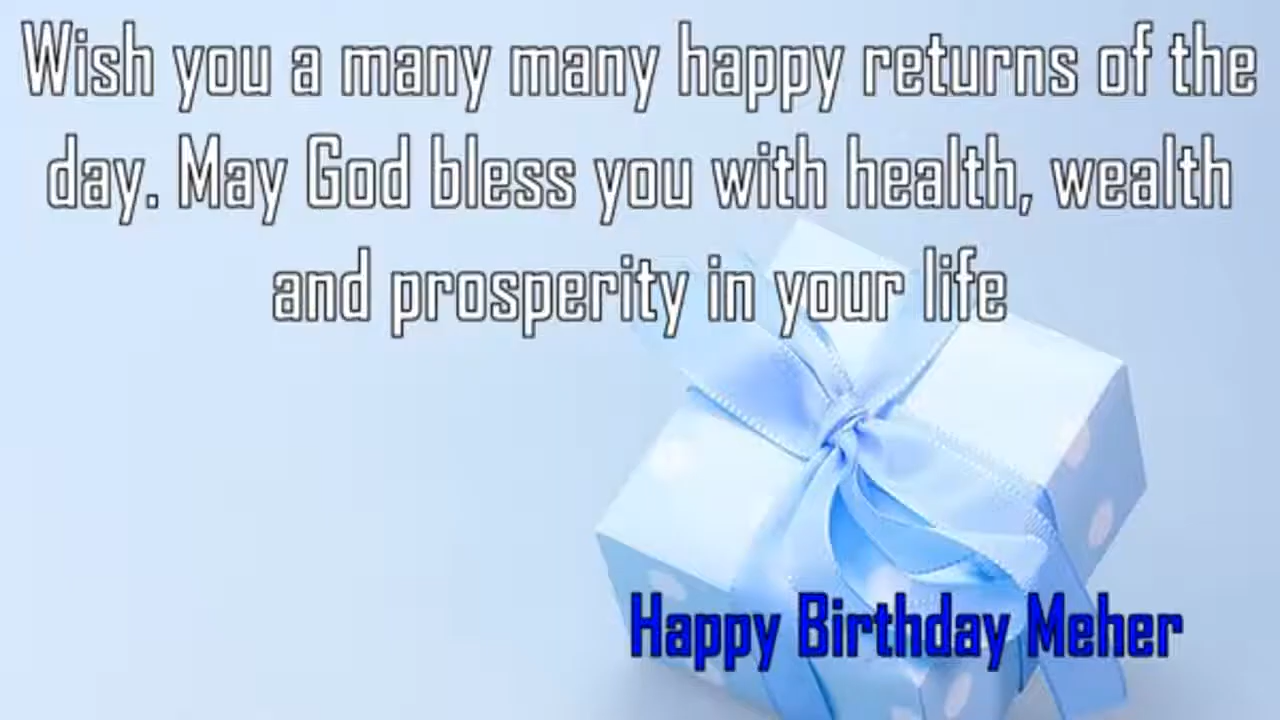 Wish you a many many happy returns of the
day. May God bless you with health, wealth
and prosperity in your life
Happy Birthday Meher